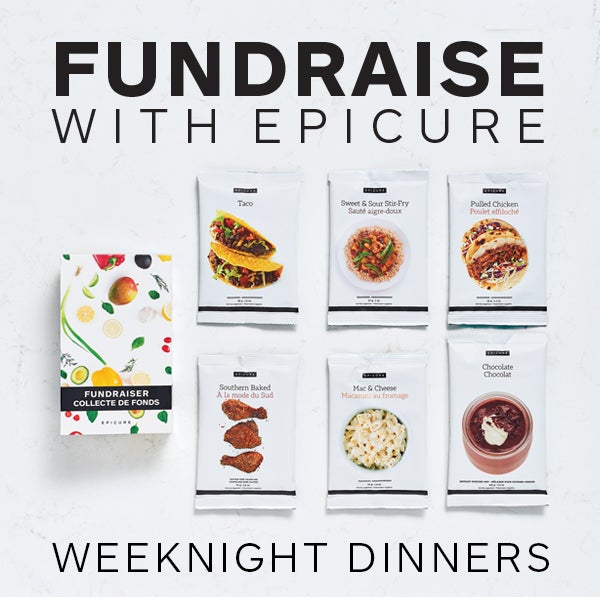 FUNDRAISE
WITH EPICURE
EPICURE
Taco
EPICURE
Sweet & Sour Stir-Fry
Sauté aigre-doux
EPICURE
Pulled Chicken
Poulet effiloché
FUNDRAISER
COLLECTE DE FONDS
EPICURE
EPICURE
Southern Baked
À la mode du Sud
EPICURE
Mac & Cheese
Macaroni au fromage
EPICURE
Chocolate
Chocolat
WEEKNIGHT DINNERS